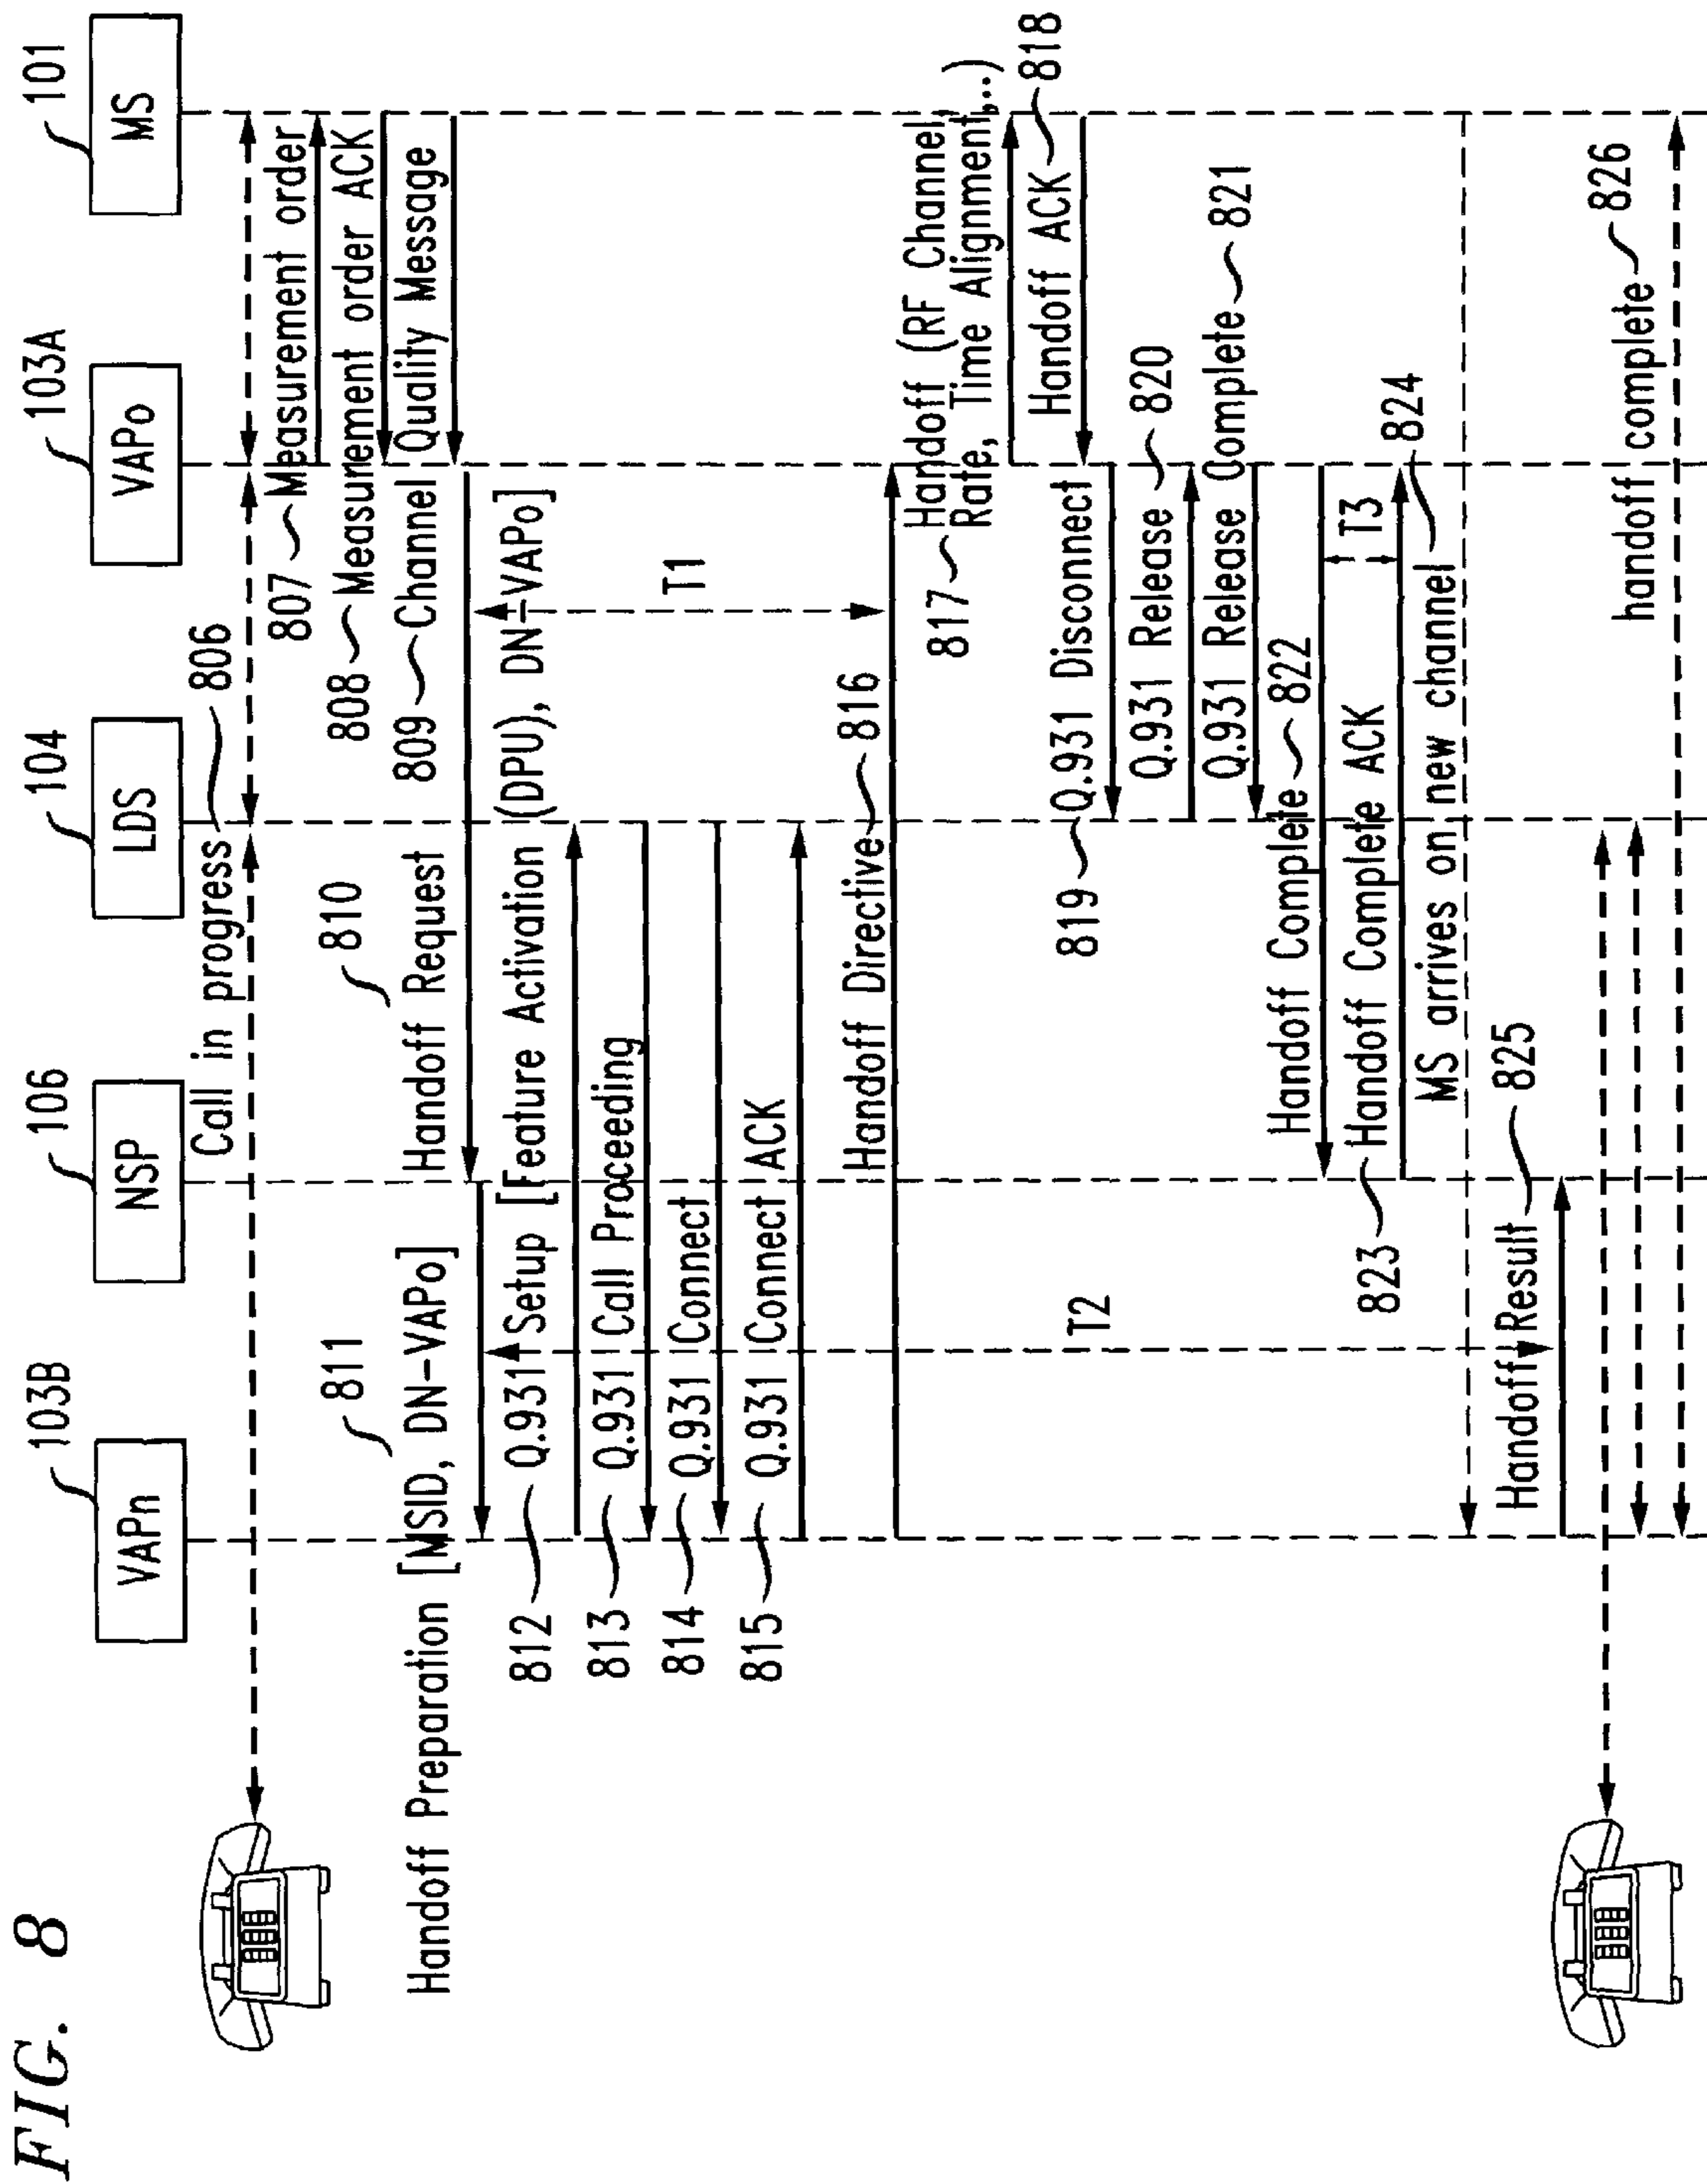 FIG. 8
103B
106
104
103A
101
VAPn
NSP
LDS
VAPo
MS
Call in progress
806
807 Measurement order
808 Measurement order ACK
809 Channel Quality Message
810
Handoff Request
811
Handoff Preparation [MSID, DN-VAPo]
812 Q.931 Setup [Feature Activation (DPU), DN-VAPo]
813 Q.931 Call Proceeding
814 Q.931 Connect
815 Q.931 Connect ACK
T1
Handoff Directive 816
817 Handoff (RF Channel,
Rate, Time Alignment,..)
Handoff ACK 818
819 Q.931 Disconnect
Q.931 Release 820
Q.931 Release Complete 821
Handoff Complete 822
T2
T3
823 Handoff Complete ACK
MS arrives on new channel 824
Handoff Result 825
handoff complete 826